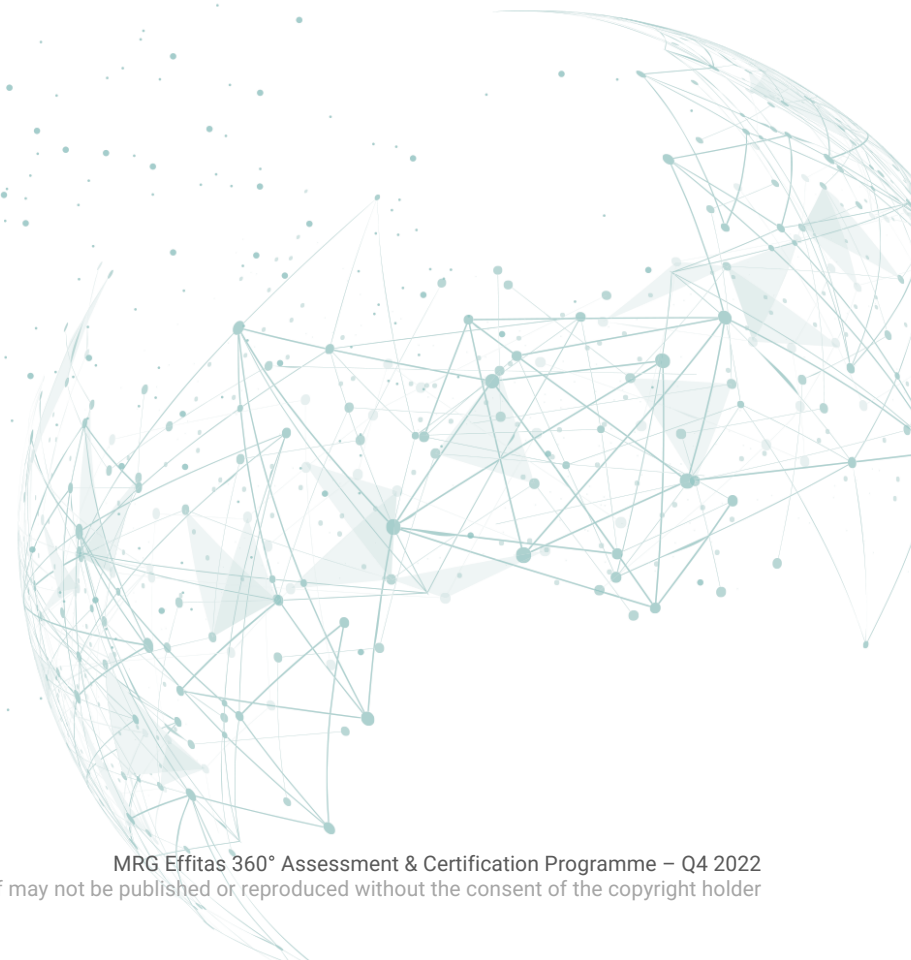 MRG Effitas 360° Assessment & Certification Programme – Q4 2022
may not be published or reproduced without the consent of the copyright holder